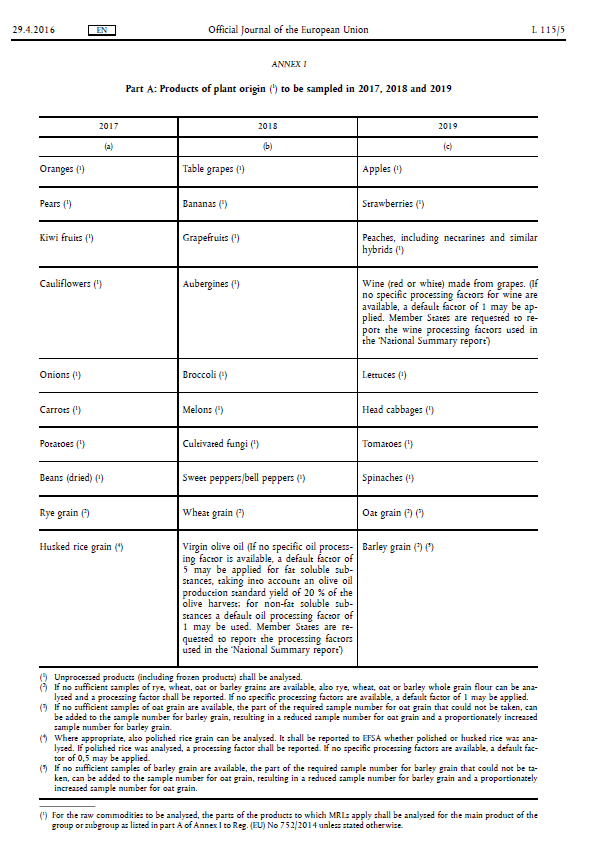 29.4.2016 EN Official Journal of the European Union L 115/5
ANNEX I
Part A: Products of plant origin (¹) to be sampled in 2017, 2018 and 2019
2017 2018 2019
(a) (b) (c)
Oranges (¹) Table grapes (¹) Apples (¹)
Pears (¹) Bananas (¹) Strawberries (¹)
Kiwi fruits (¹) Grapefruits (¹) Peaches, including nectarines and similar
hybrids (¹)
Cauliflowers (¹) Aubergines (¹) Wine (red or white) made from grapes. (If
no specific processing factors for wine are
available, a default factor of 1 may be ap-
plied. Member States are requested to re-
port the wine processing factors used in
the ‘National Summary report’)
Onions (¹) Broccoli (¹) Lettuces (¹)
Carrots (¹) Melons (¹) Head cabbages (¹)
Potatoes (¹) Cultivated fungi (¹) Tomatoes (¹)
Beans (dried) (¹) Sweet peppers/bell peppers (¹) Spinaches (¹)
Rye grain (²) Wheat grain (²) Oat grain (²) (³)
Husked rice grain (⁴) Virgin olive oil (If no specific oil process- Barley grain (²) (⁵)
ing factor is available, a default factor of
5 may be applied for fat soluble sub-
stances, taking into account an olive oil
production standard yield of 20 % of the
olive harvest; for non-fat soluble sub-
stances a default oil processing factor of
1 may be used. Member States are re-
quested to report the processing factors
used in the ‘National Summary report’)
(¹) Unprocessed products (including frozen products) shall be analysed.
(²) If no sufficient samples of rye, wheat, oat or barley grains are available, also rye, wheat, oat or barley whole grain flour can be ana-
lysed and a processing factor shall be reported. If no specific processing factors are available, a default factor of 1 may be applied.
(³) If no sufficient samples of oat grain are available, the part of the required sample number for oat grain that could not be taken, can
be added to the sample number for barley grain, resulting in a reduced sample number for oat grain and a proportionately increased
sample number for barley grain.
(⁴) Where appropriate, also polished rice grain can be analysed. It shall be reported to EFSA whether polished or husked rice was ana-
lysed. If polished rice was analysed, a processing factor shall be reported. If no specific processing factors are available, a default fac-
tor of 0,5 may be applied.
(⁵) If no sufficient samples of barley grain are available, the part of the required sample number for barley grain that could not be ta-
ken, can be added to the sample number for oat grain, resulting in a reduced sample number for barley grain and a proportionately
increased sample number for oat grain.
(¹) For the raw commodities to be analysed, the parts of the products to which MRLs apply shall be analysed for the main product of the
group or subgroup as listed in part A of Annex I to Reg. (EU) No 752/2014 unless stated otherwise.